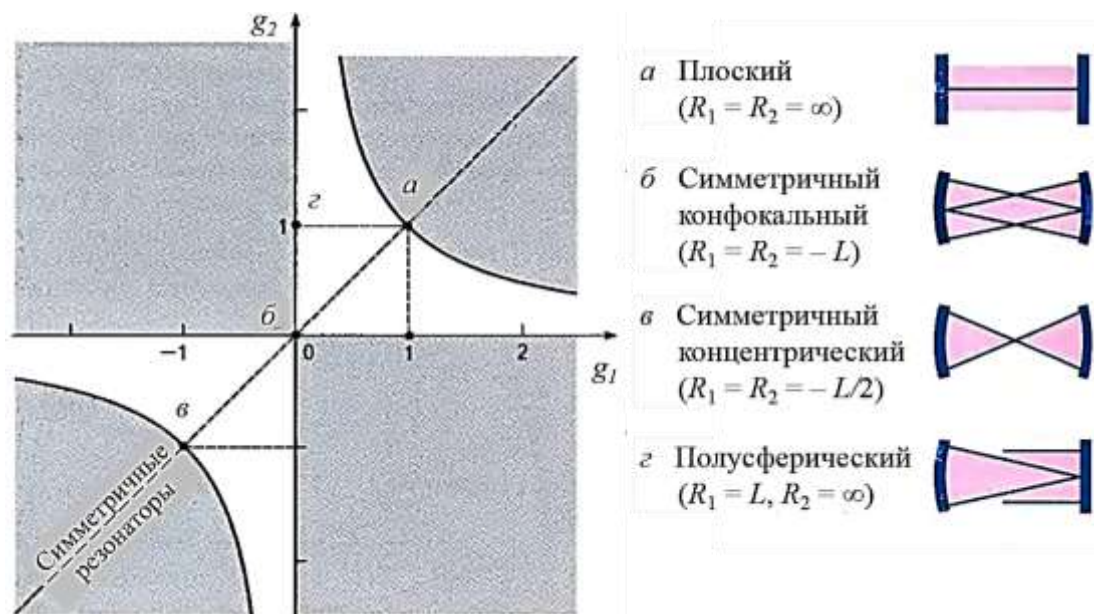 g₂
г
1
а
б
−1
0
1
2
g₁
в
Симметричные
резонаторы
а Плоский
(R₁ = R₂ = ∞)
б Симметричный
конфокальный
(R₁ = R₂ = – L)
в Симметричный
концентрический
(R₁ = R₂ = – L/2)
г Полусферический
(R₁ = L, R₂ = ∞)